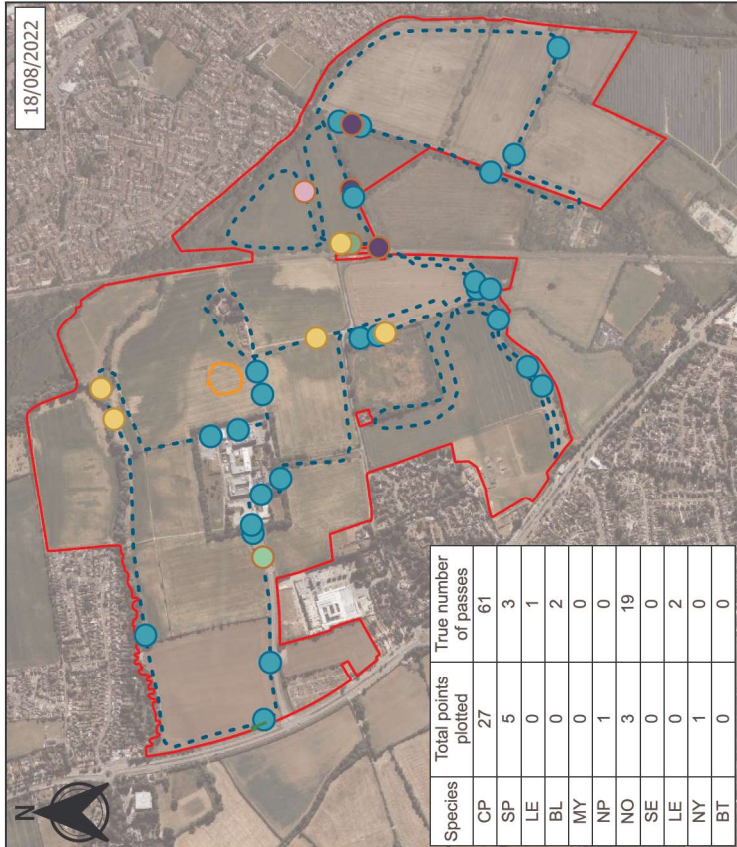 18/08/2022
N
Species Total points plotted True number of passes
CP 27 61
SP 5 3
LE 0 1
BL 0 2
MY 0 0
NP 1 0
NO 3 19
SE 0 0
LE 0 2
NY 1 0
BT 0 0